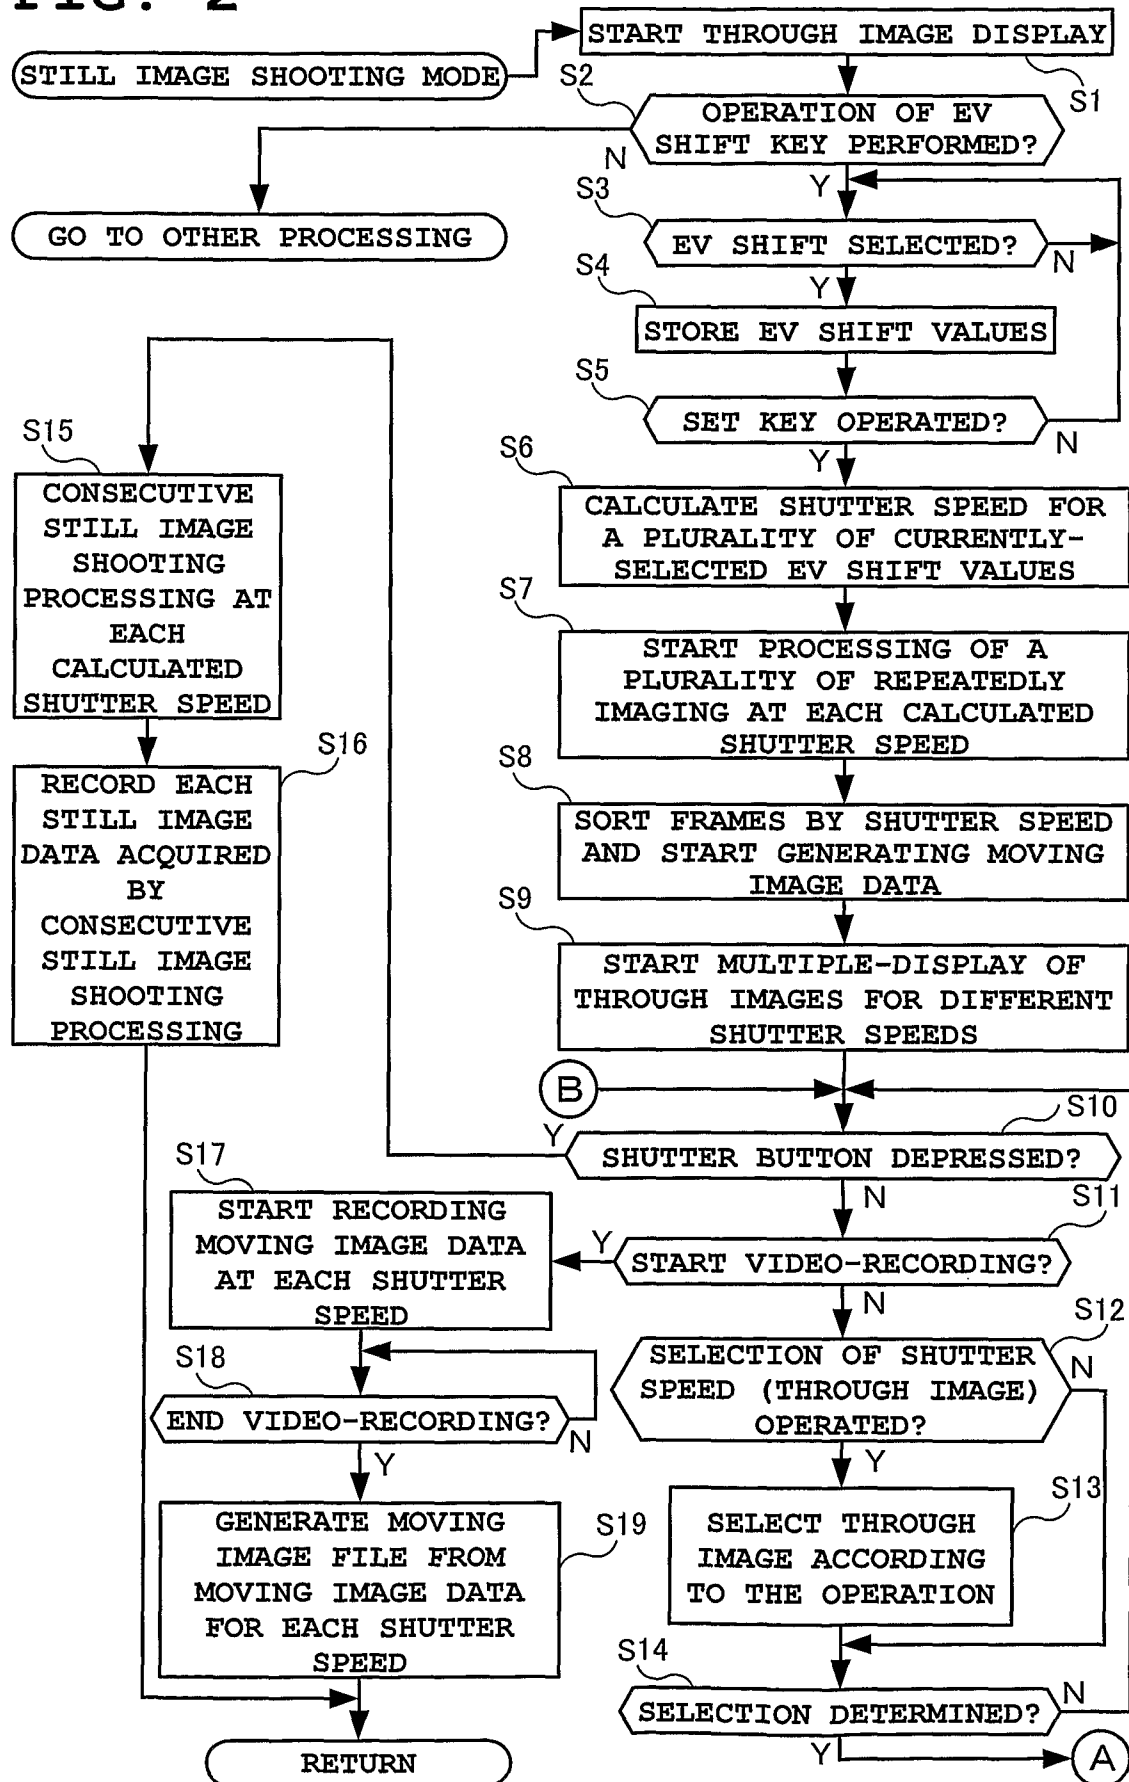 FIG. 2
START THROUGH IMAGE DISPLAY
STILL IMAGE SHOOTING MODE
S1
S2
OPERATION OF EV
SHIFT KEY PERFORMED?
N
Y
GO TO OTHER PROCESSING
S3
EV SHIFT SELECTED?
N
Y
S4
STORE EV SHIFT VALUES
S5
SET KEY OPERATED?
N
Y
S6
CALCULATE SHUTTER SPEED FOR
A PLURALITY OF CURRENTLY-
SELECTED EV SHIFT VALUES
S7
START PROCESSING OF A
PLURALITY OF REPEATEDLY
IMAGING AT EACH CALCULATED
SHUTTER SPEED
S8
SORT FRAMES BY SHUTTER SPEED
AND START GENERATING MOVING
IMAGE DATA
S9
START MULTIPLE-DISPLAY OF
THROUGH IMAGES FOR DIFFERENT
SHUTTER SPEEDS
B
S10
SHUTTER BUTTON DEPRESSED?
Y
N
S11
START VIDEO-RECORDING?
Y
N
S12
SELECTION OF SHUTTER
SPEED (THROUGH IMAGE)
OPERATED?
N
Y
S13
SELECT THROUGH
IMAGE ACCORDING
TO THE OPERATION
S14
SELECTION DETERMINED?
N
Y
A
S15
CONSECUTIVE
STILL IMAGE
SHOOTING
PROCESSING AT
EACH
CALCULATED
SHUTTER SPEED
S16
RECORD EACH
STILL IMAGE
DATA ACQUIRED
BY
CONSECUTIVE
STILL IMAGE
SHOOTING
PROCESSING
S17
START RECORDING
MOVING IMAGE DATA
AT EACH SHUTTER
SPEED
S18
END VIDEO-RECORDING?
N
Y
S19
GENERATE MOVING
IMAGE FILE FROM
MOVING IMAGE DATA
FOR EACH SHUTTER
SPEED
RETURN